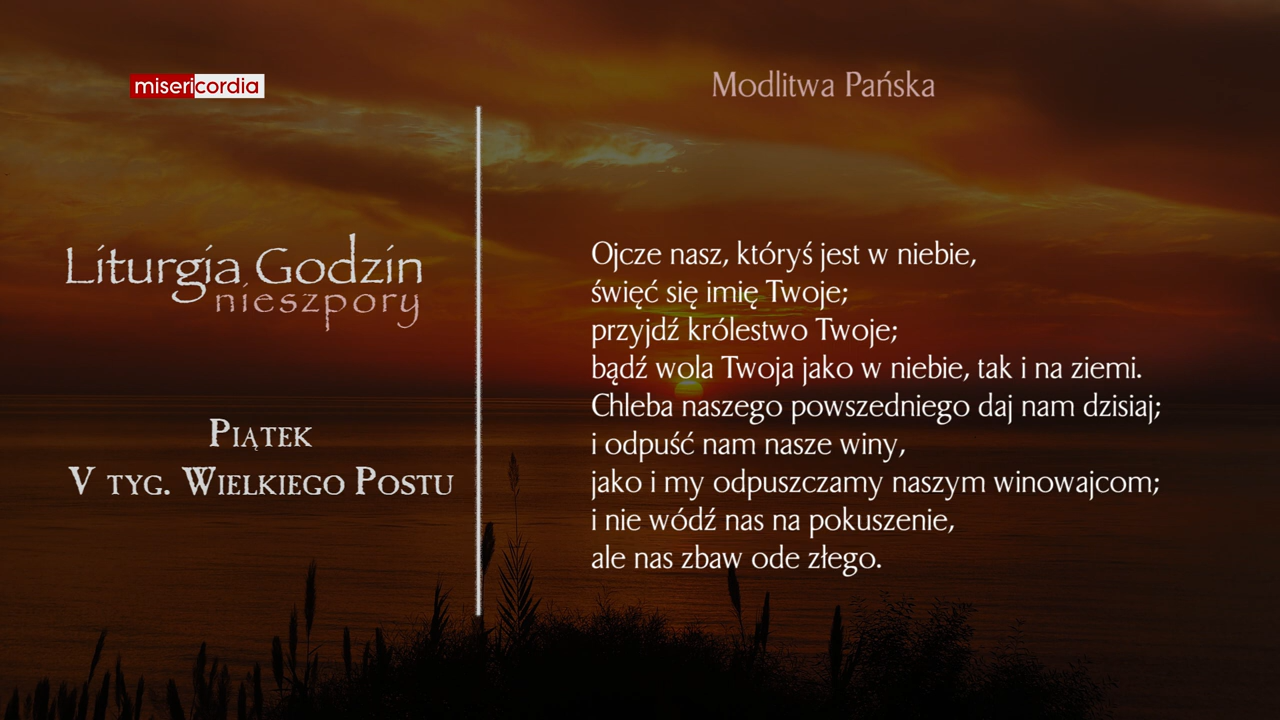 misericordia
Liturgia Godzin
nieszpory
Piątek
V tyg. Wielkiego Postu
Modlitwa Pańska
Ojcze nasz, któryś jest w niebie,
święć się imię Twoje;
przyjdź królestwo Twoje;
bądź wola Twoja jako w niebie, tak i na ziemi.
Chleba naszego powszedniego daj nam dzisiaj;
i odpuść nam nasze winy,
jako i my odpuszczamy naszym winowajcom;
i nie wódź nas na pokuszenie,
ale nas zbaw ode złego.